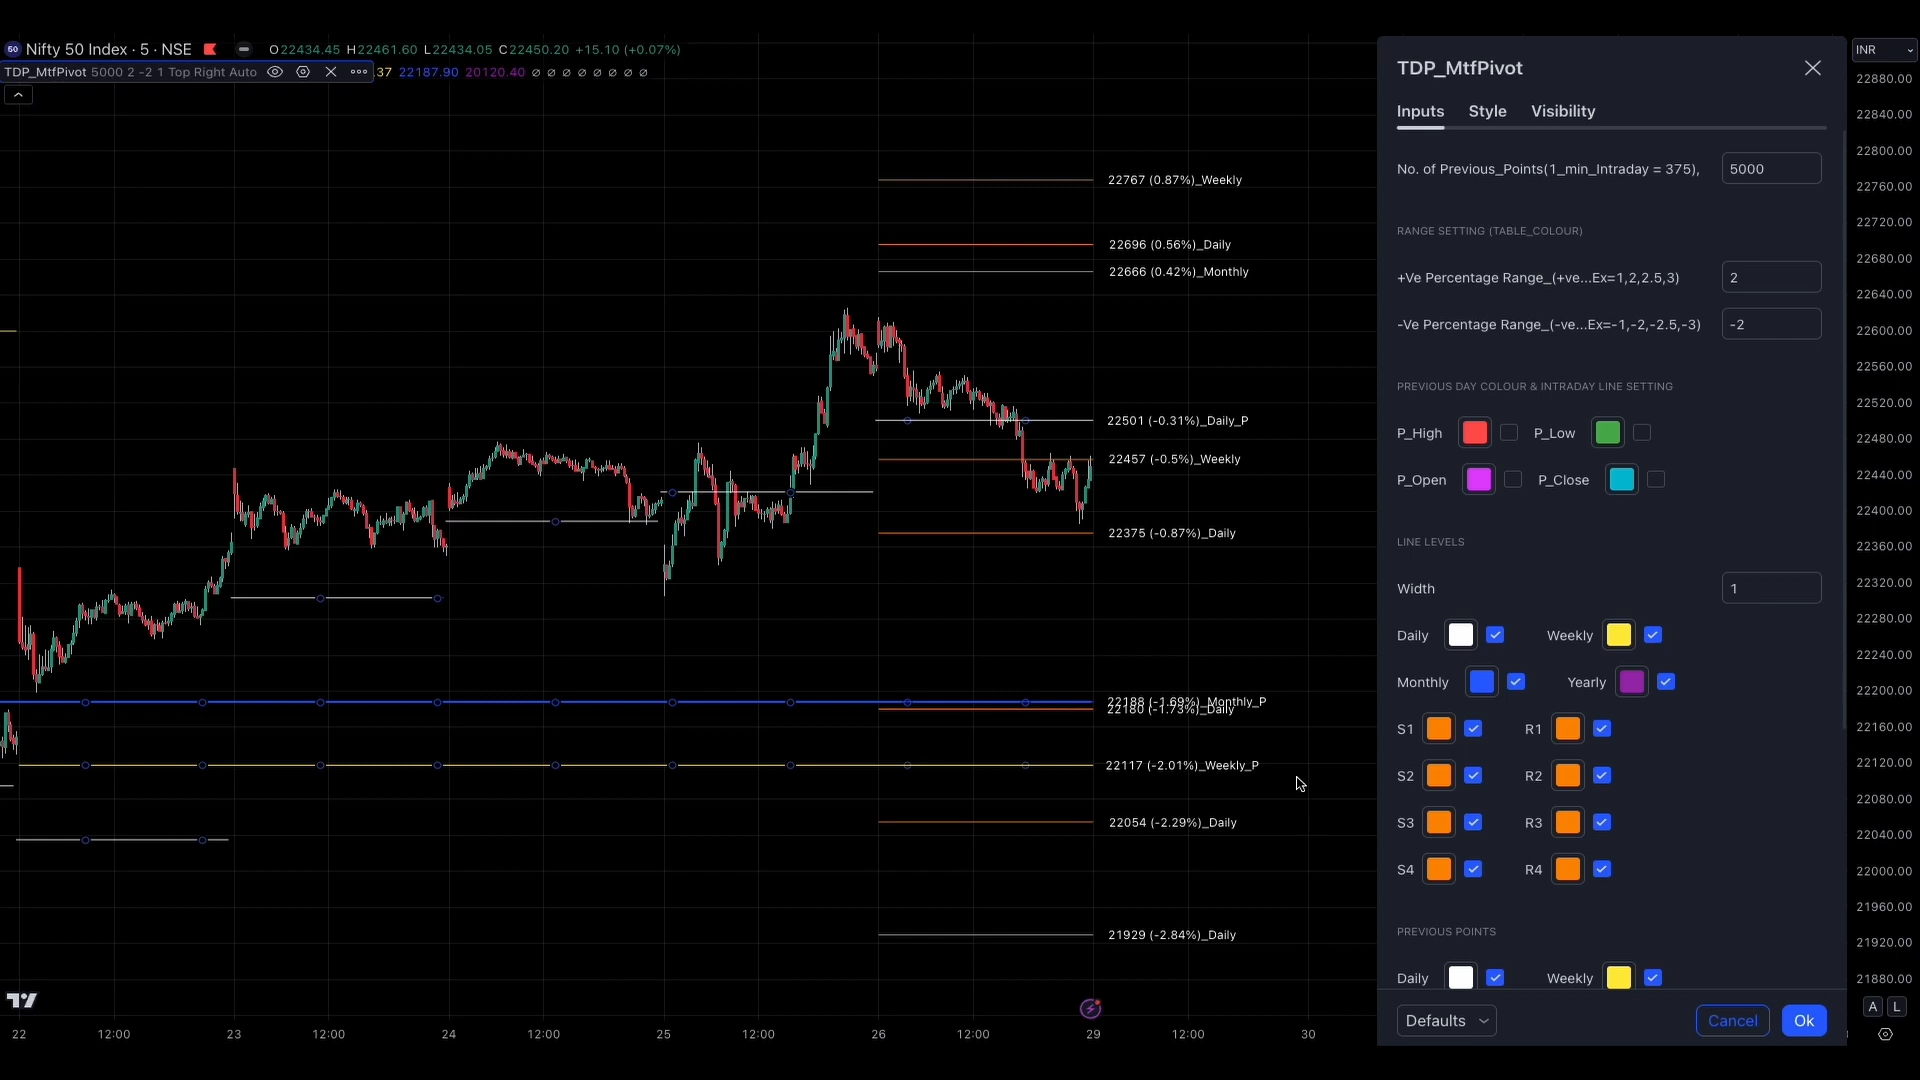 50 Nifty 50 Index · 5 · NSE O22434.45 H22461.60 L22434.05 C22450.20 +15.10 (+0.07%)
TDP_MtfPivot 5000 2 -2 1 Top Right Auto .37 22187.90 20120.40 ∅ ∅ ∅ ∅ ∅ ∅ ∅ ∅
22767 (0.87%)_Weekly
22696 (0.56%)_Daily
22666 (0.42%)_Monthly
22501 (-0.31%)_Daily_P
22457 (-0.5%)_Weekly
22375 (-0.87%)_Daily
22188 (-1.69%)_Monthly_P
22180 (-1.73%)_Daily
22117 (-2.01%)_Weekly_P
22054 (-2.29%)_Daily
21929 (-2.84%)_Daily
22 12:00 23 12:00 24 12:00 25 12:00 26 12:00 29 12:00 30
TDP_MtfPivot
Inputs Style Visibility
No. of Previous_Points(1_min_Intraday = 375), 5000
RANGE SETTING (TABLE_COLOUR)
+Ve Percentage Range_(+ve...Ex=1,2,2.5,3) 2
-Ve Percentage Range_(-ve...Ex=-1,-2,-2.5,-3) -2
PREVIOUS DAY COLOUR & INTRADAY LINE SETTING
P_High P_Low
P_Open P_Close
LINE LEVELS
Width 1
Daily Weekly
Monthly Yearly
S1 R1
S2 R2
S3 R3
S4 R4
PREVIOUS POINTS
Daily Weekly
Defaults Cancel Ok
INR
22880.00
22840.00
22800.00
22760.00
22720.00
22680.00
22640.00
22600.00
22560.00
22520.00
22480.00
22440.00
22400.00
22360.00
22320.00
22280.00
22240.00
22200.00
22160.00
22120.00
22080.00
22040.00
22000.00
21960.00
21920.00
21880.00
A L